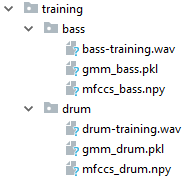 training
bass
bass-training.wav
gmm_bass.pkl
mfccs_bass.npy
drum
drum-training.wav
gmm_drum.pkl
mfccs_drum.npy